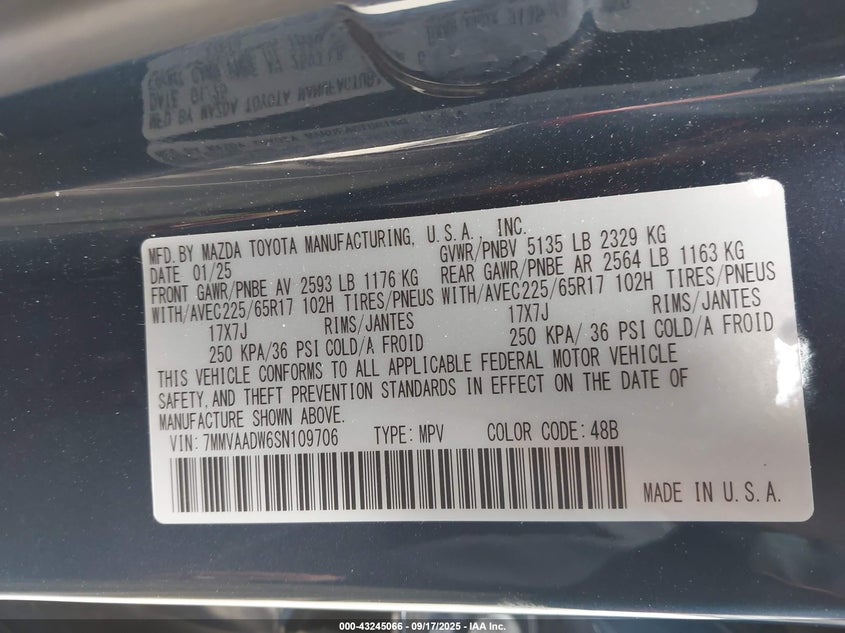 MFD. BY MAZDA TOYOTA MANUFACTURING, U.S.A. INC.
DATE 01/25 GVWR/PNBV 5135 LB 2329 KG
FRONT GAWR/PNBE AV 2593 LB 1176 KG REAR GAWR/PNBE AR 2564 LB 1163 KG
WITH/AVEC225/65R17 102H TIRES/PNEUS WITH/AVEC225/65R17 102H TIRES/PNEUS
17X7J RIMS/JANTES 17X7J RIMS/JANTES
250 KPA/36 PSI COLD/A FROID 250 KPA/ 36 PSI COLD/A FROID
THIS VEHICLE CONFORMS TO ALL APPLICABLE FEDERAL MOTOR VEHICLE
SAFETY, AND THEFT PREVENTION STANDARDS IN EFFECT ON THE DATE OF
MANUFACTURE SHOWN ABOVE.
VIN: 7MMVAADW6SN109706 TYPE: MPV COLOR CODE: 48B
MADE IN U.S.A.
000-43245066 - 09/17/2025 - IAA Inc.